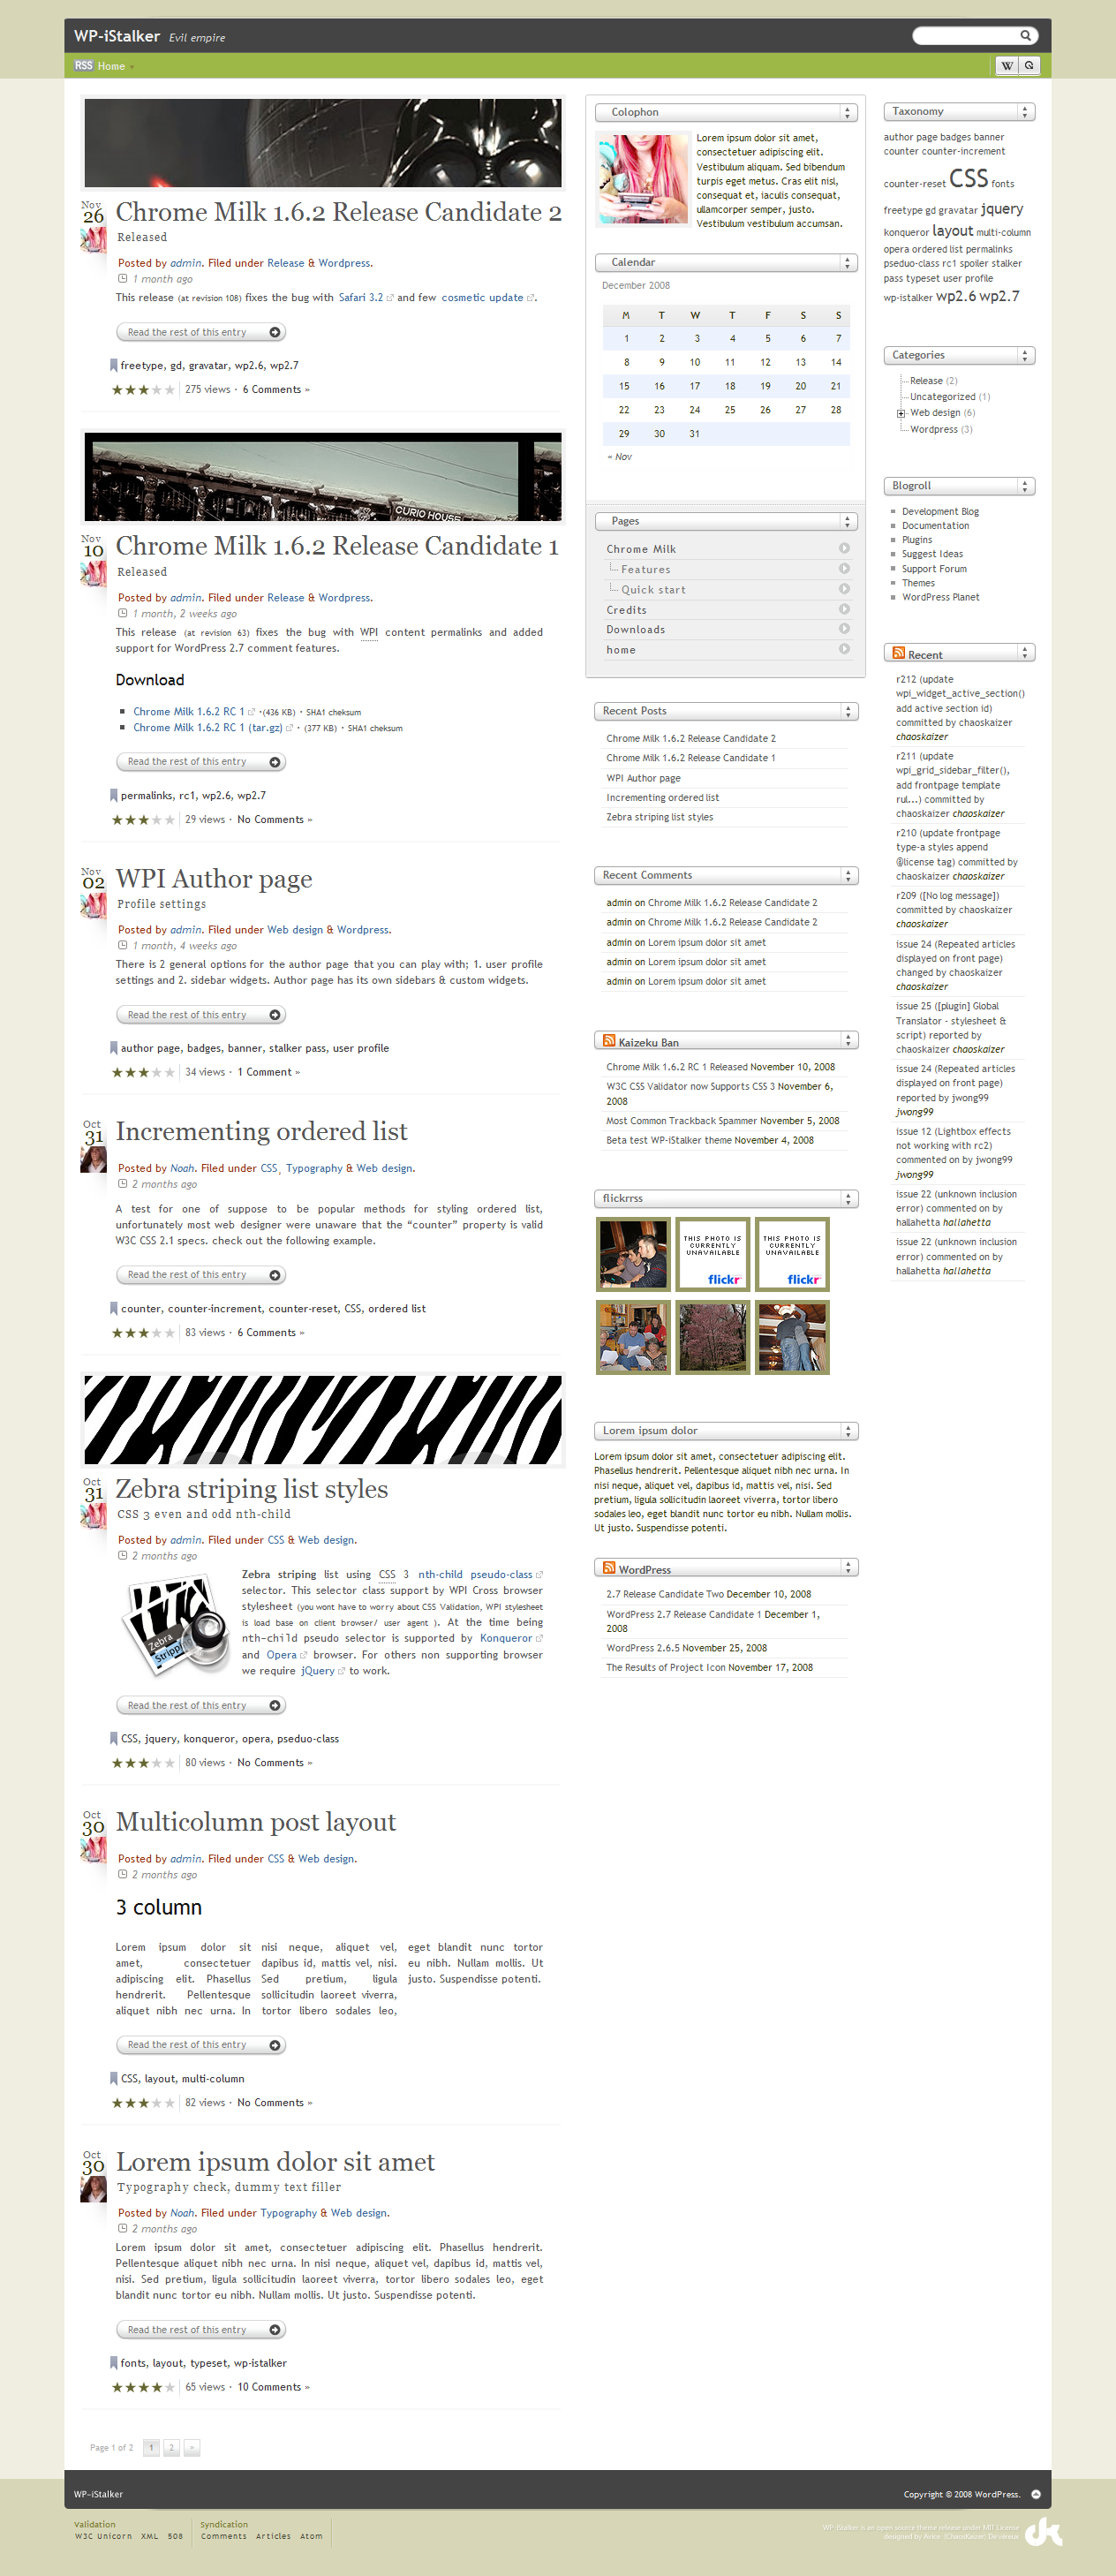 WP-iStalker Evil empire
RSS Home
W
CURIO HOUSE
Nov
26
Chrome Milk 1.6.2 Release Candidate 2
Released
Posted by admin. Filed under Release & Wordpress.
1 month ago
This release (at revision 108) fixes the bug with Safari 3.2 and few cosmetic update.
Read the rest of this entry
freetype, gd, gravatar, wp2.6, wp2.7
275 views · 6 Comments »
Nov
10
Chrome Milk 1.6.2 Release Candidate 1
Released
Posted by admin. Filed under Release & Wordpress.
1 month, 2 weeks ago
This release (at revision 63) fixes the bug with WPI content permalinks and added
support for WordPress 2.7 comment features.
Download
Chrome Milk 1.6.2 RC 1 ·(436 KB) · SHA1 cheksum
Chrome Milk 1.6.2 RC 1 (tar.gz) · (377 KB) · SHA1 cheksum
Read the rest of this entry
permalinks, rc1, wp2.6, wp2.7
29 views · No Comments »
Nov
02
WPI Author page
Profile settings
Posted by admin. Filed under Web design & Wordpress.
1 month, 4 weeks ago
There is 2 general options for the author page that you can play with; 1. user profile
settings and 2. sidebar widgets. Author page has its own sidebars & custom widgets.
Read the rest of this entry
author page, badges, banner, stalker pass, user profile
34 views · 1 Comment »
Oct
31
Incrementing ordered list
Posted by Noah. Filed under CSS, Typography & Web design.
2 months ago
A test for one of suppose to be popular methods for styling ordered list,
unfortunately most web designer were unaware that the “counter” property is valid
W3C CSS 2.1 specs. check out the following example.
Read the rest of this entry
counter, counter-increment, counter-reset, CSS, ordered list
83 views · 6 Comments »
Oct
31
Zebra striping list styles
CSS 3 even and odd nth-child
Posted by admin. Filed under CSS & Web design.
2 months ago
Zebra
Zebra striping list using CSS 3 nth-child pseudo-class
selector. This selector class support by WPI Cross browser
stylesheet (you wont have to worry about CSS Validation, WPI stylesheet
is load base on client browser/ user agent ). At the time being
nth-child pseudo selector is supported by Konqueror
and Opera browser. For others non supporting browser
we require jQuery to work.
Read the rest of this entry
CSS, jquery, konqueror, opera, pseduo-class
80 views · No Comments »
Oct
30
Multicolumn post layout
Posted by admin. Filed under CSS & Web design.
2 months ago
3 column
Lorem ipsum dolor sit
amet, consectetuer
adipiscing elit. Phasellus
hendrerit. Pellentesque
aliquet nibh nec urna. In
nisi neque, aliquet vel,
dapibus id, mattis vel, nisi.
Sed pretium, ligula
sollicitudin laoreet viverra,
tortor libero sodales leo,
eget blandit nunc tortor
eu nibh. Nullam mollis. Ut
justo. Suspendisse potenti.
Read the rest of this entry
CSS, layout, multi-column
82 views · No Comments »
Oct
30
Lorem ipsum dolor sit amet
Typography check, dummy text filler
Posted by Noah. Filed under Typography & Web design.
2 months ago
Lorem ipsum dolor sit amet, consectetuer adipiscing elit. Phasellus hendrerit.
Pellentesque aliquet nibh nec urna. In nisi neque, aliquet vel, dapibus id, mattis vel,
nisi. Sed pretium, ligula sollicitudin laoreet viverra, tortor libero sodales leo, eget
blandit nunc tortor eu nibh. Nullam mollis. Ut justo. Suspendisse potenti.
Read the rest of this entry
fonts, layout, typeset, wp-istalker
65 views · 10 Comments »
Page 1 of 2 1 2 »
Colophon
Lorem ipsum dolor sit amet,
consectetuer adipiscing elit.
Vestibulum aliquam. Sed bibendum
turpis eget metus. Cras elit nisl,
consequat et, iaculis consequat,
ullamcorper semper, justo.
Vestibulum vestibulum accumsan.
Calendar
December 2008
M T W T F S S
1 2 3 4 5 6 7
8 9 10 11 12 13 14
15 16 17 18 19 20 21
22 23 24 25 26 27 28
29 30 31
« Nov
Pages
Chrome Milk
Features
Quick start
Credits
Downloads
home
Recent Posts
Chrome Milk 1.6.2 Release Candidate 2
Chrome Milk 1.6.2 Release Candidate 1
WPI Author page
Incrementing ordered list
Zebra striping list styles
Recent Comments
admin on Chrome Milk 1.6.2 Release Candidate 2
admin on Chrome Milk 1.6.2 Release Candidate 2
admin on Lorem ipsum dolor sit amet
admin on Lorem ipsum dolor sit amet
admin on Lorem ipsum dolor sit amet
Kaizeku Ban
Chrome Milk 1.6.2 RC 1 Released November 10, 2008
W3C CSS Validator now Supports CSS 3 November 6,
2008
Most Common Trackback Spammer November 5, 2008
Beta test WP-iStalker theme November 4, 2008
flickrrss
THIS PHOTO IS
CURRENTLY
UNAVAILABLE
flickr
THIS PHOTO IS
CURRENTLY
UNAVAILABLE
flickr
Lorem ipsum dolor
Lorem ipsum dolor sit amet, consectetuer adipiscing elit.
Phasellus hendrerit. Pellentesque aliquet nibh nec urna. In
nisi neque, aliquet vel, dapibus id, mattis vel, nisi. Sed
pretium, ligula sollicitudin laoreet viverra, tortor libero
sodales leo, eget blandit nunc tortor eu nibh. Nullam mollis.
Ut justo. Suspendisse potenti.
WordPress
2.7 Release Candidate Two December 10, 2008
WordPress 2.7 Release Candidate 1 December 1,
2008
WordPress 2.6.5 November 25, 2008
The Results of Project Icon November 17, 2008
Taxonomy
author page badges banner
counter counter-increment
counter-reset CSS fonts
freetype gd gravatar jquery
konqueror layout multi-column
opera ordered list permalinks
pseduo-class rc1 spoiler stalker
pass typeset user profile
wp-istalker wp2.6 wp2.7
Categories
Release (2)
Uncategorized (1)
Web design (6)
Wordpress (3)
Blogroll
Development Blog
Documentation
Plugins
Suggest Ideas
Support Forum
Themes
WordPress Planet
Recent
r212 (update
wpi_widget_active_section()
add active section id)
committed by chaoskaizer
chaoskaizer
r211 (update
wpi_grid_sidebar_filter(),
add frontpage template
rul...) committed by
chaoskaizer chaoskaizer
r210 (update frontpage
type-a styles append
@license tag) committed by
chaoskaizer chaoskaizer
r209 ([No log message])
committed by chaoskaizer
chaoskaizer
issue 24 (Repeated articles
displayed on front page)
changed by chaoskaizer
chaoskaizer
issue 25 ([plugin] Global
Translator - stylesheet &
script) reported by
chaoskaizer chaoskaizer
issue 24 (Repeated articles
displayed on front page)
reported by jwong99
jwong99
issue 12 (Lightbox effects
not working with rc2)
commented on by jwong99
jwong99
issue 22 (unknown inclusion
error) commented on by
hallahetta hallahetta
issue 22 (unknown inclusion
error) commented on by
hallahetta hallahetta
WP-iStalker
Copyright © 2008 WordPress.
Validation
W3C Unicorn XML 508
Syndication
Comments Articles Atom
WP-iStalker is an open source theme release under MIT License
designed by Avice (ChaosKaizer)